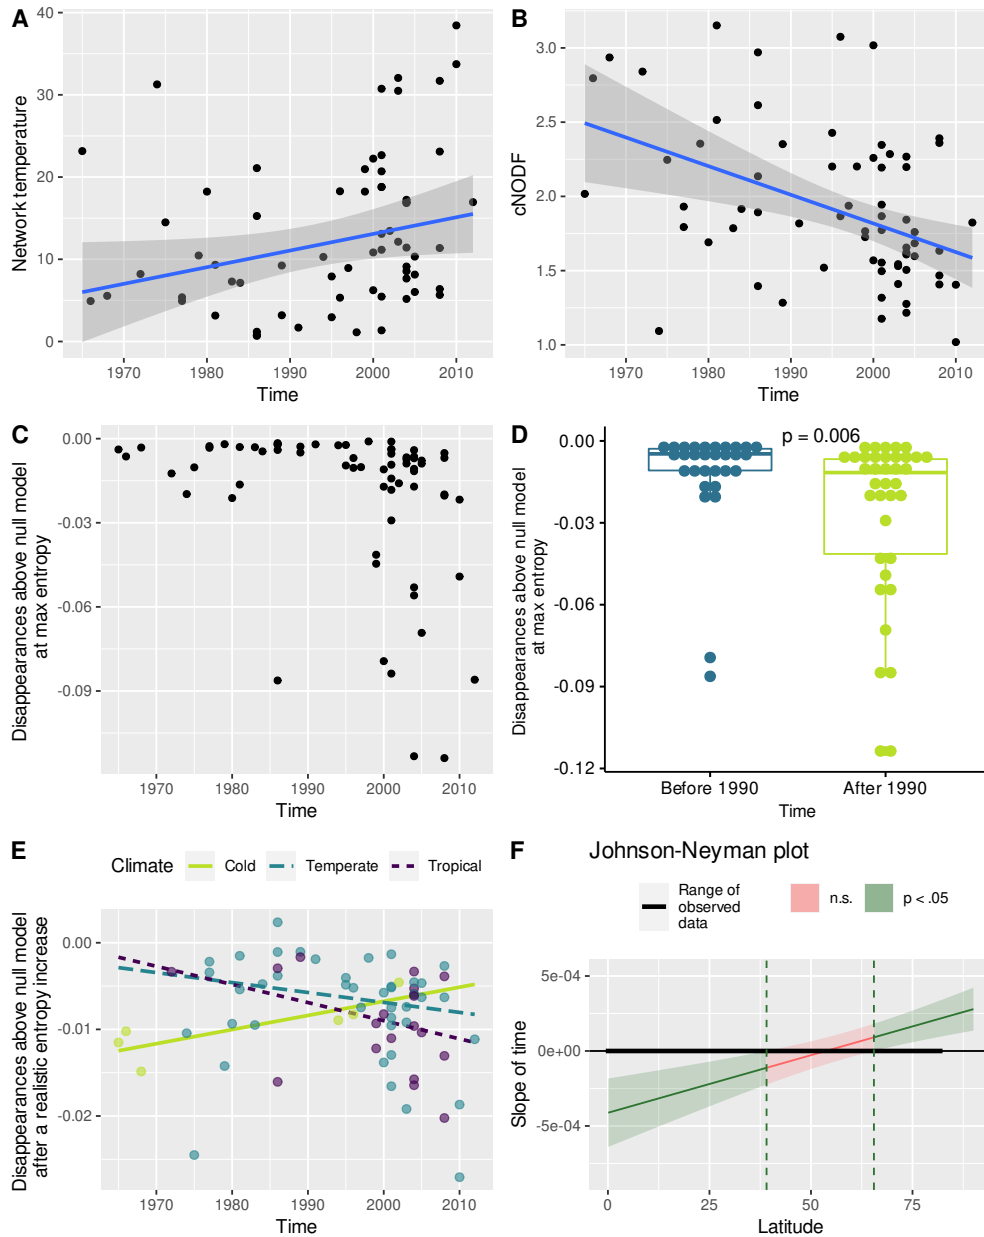 A
Network temperature
40
30
20
10
0
1970
1980
1990
2000
2010
Time
B
cNODF
3.0
2.5
2.0
1.5
1.0
1970
1980
1990
2000
2010
Time
C
Disappearances above null model
at max entropy
0.00
-0.03
-0.06
-0.09
1970
1980
1990
2000
2010
Time
D
Disappearances above null model
at max entropy
0.00
-0.03
-0.06
-0.09
-0.12
p = 0.006
Before 1990
After 1990
Time
E
Climate
Cold
Temperate
Tropical
Disappearances above null model
after a realistic entropy increase
0.00
-0.01
-0.02
1970
1980
1990
2000
2010
Time
F
Johnson-Neyman plot
Range of
observed
data
n.s.
p < .05
Slope of time
5e-04
0e+00
-5e-04
0
25
50
75
Latitude